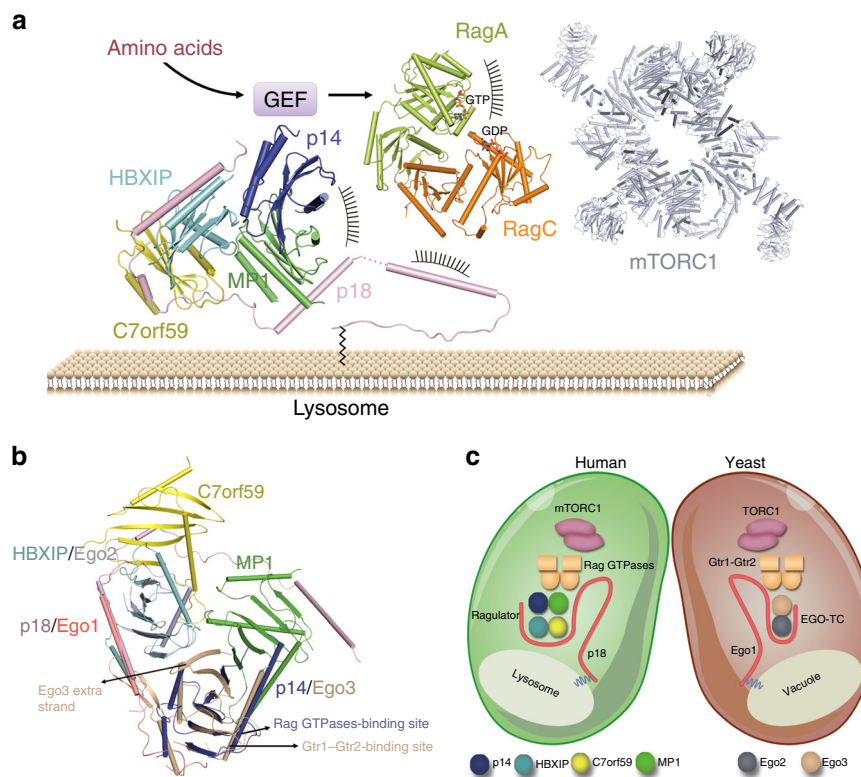 a
Amino acids
GEF
RagA
GTP
GDP
p14
HBXIP
RagC
MP1
p18
mTORC1
C7orf59
Lysosome
b
C7orf59
HBXIP/Ego2
MP1
p18/Ego1
p14/Ego3
Ego3 extra
strand
Rag GTPases-binding site
Gtr1–Gtr2-binding site
c
Human
Yeast
mTORC1
TORC1
Rag GTPases
Gtr1-Gtr2
Ragulator
EGO-TC
p18
Ego1
Lysosome
Vacuole
p14 HBXIP C7orf59 MP1 Ego2 Ego3